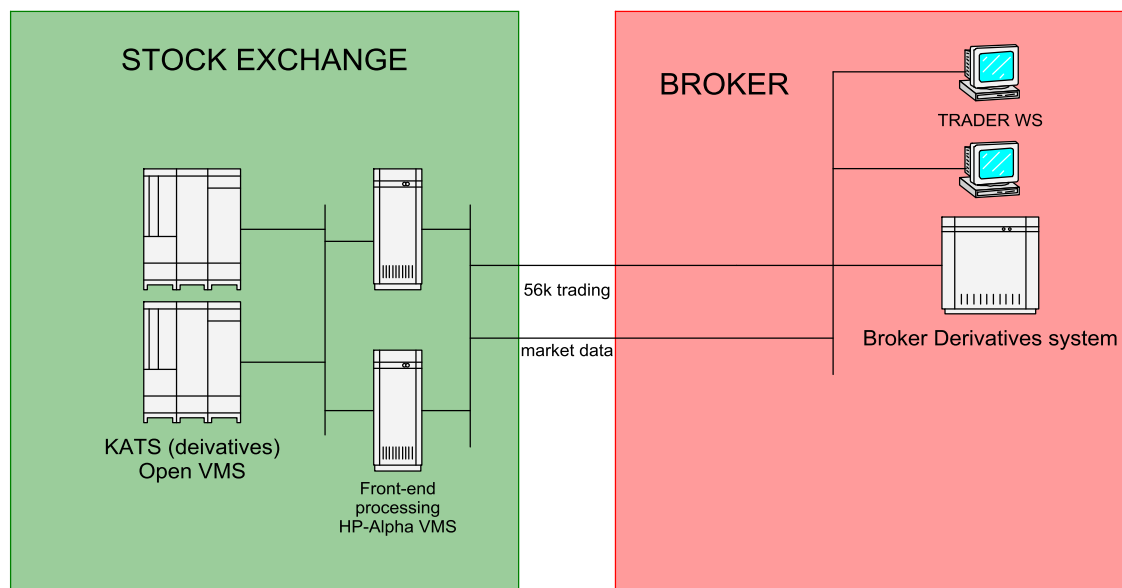 STOCK EXCHANGE
BROKER
TRADER WS
56k trading
Broker Derivatives system
market data
KATS (deivatives)
Open VMS
Front-end
processing
HP-Alpha VMS